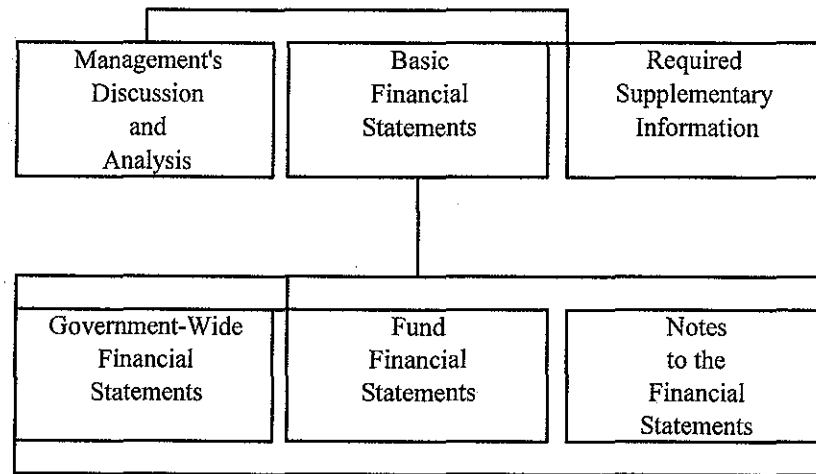 Management's
Discussion
and
Analysis
Basic
Financial
Statements
Required
Supplementary
Information
Government-Wide
Financial
Statements
Fund
Financial
Statements
Notes
to the
Financial
Statements